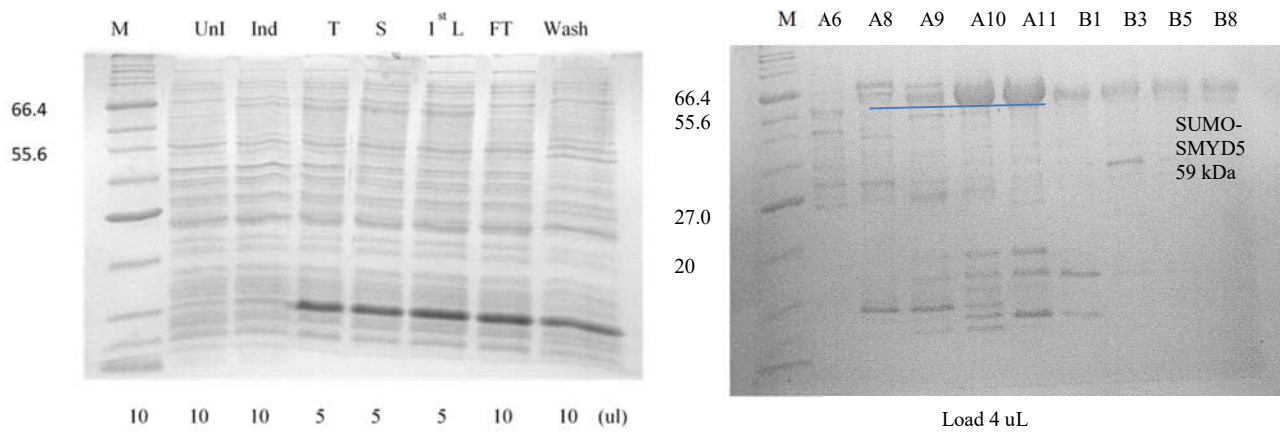 M UnI Ind T S 1st L FT Wash
66.4
55.6
10 10 10 5 5 5 10 10 (ul)
M A6 A8 A9 A10 A11 B1 B3 B5 B8
66.4
55.6
27.0
20
SUMO-
SMYD5
59 kDa
Load 4 uL